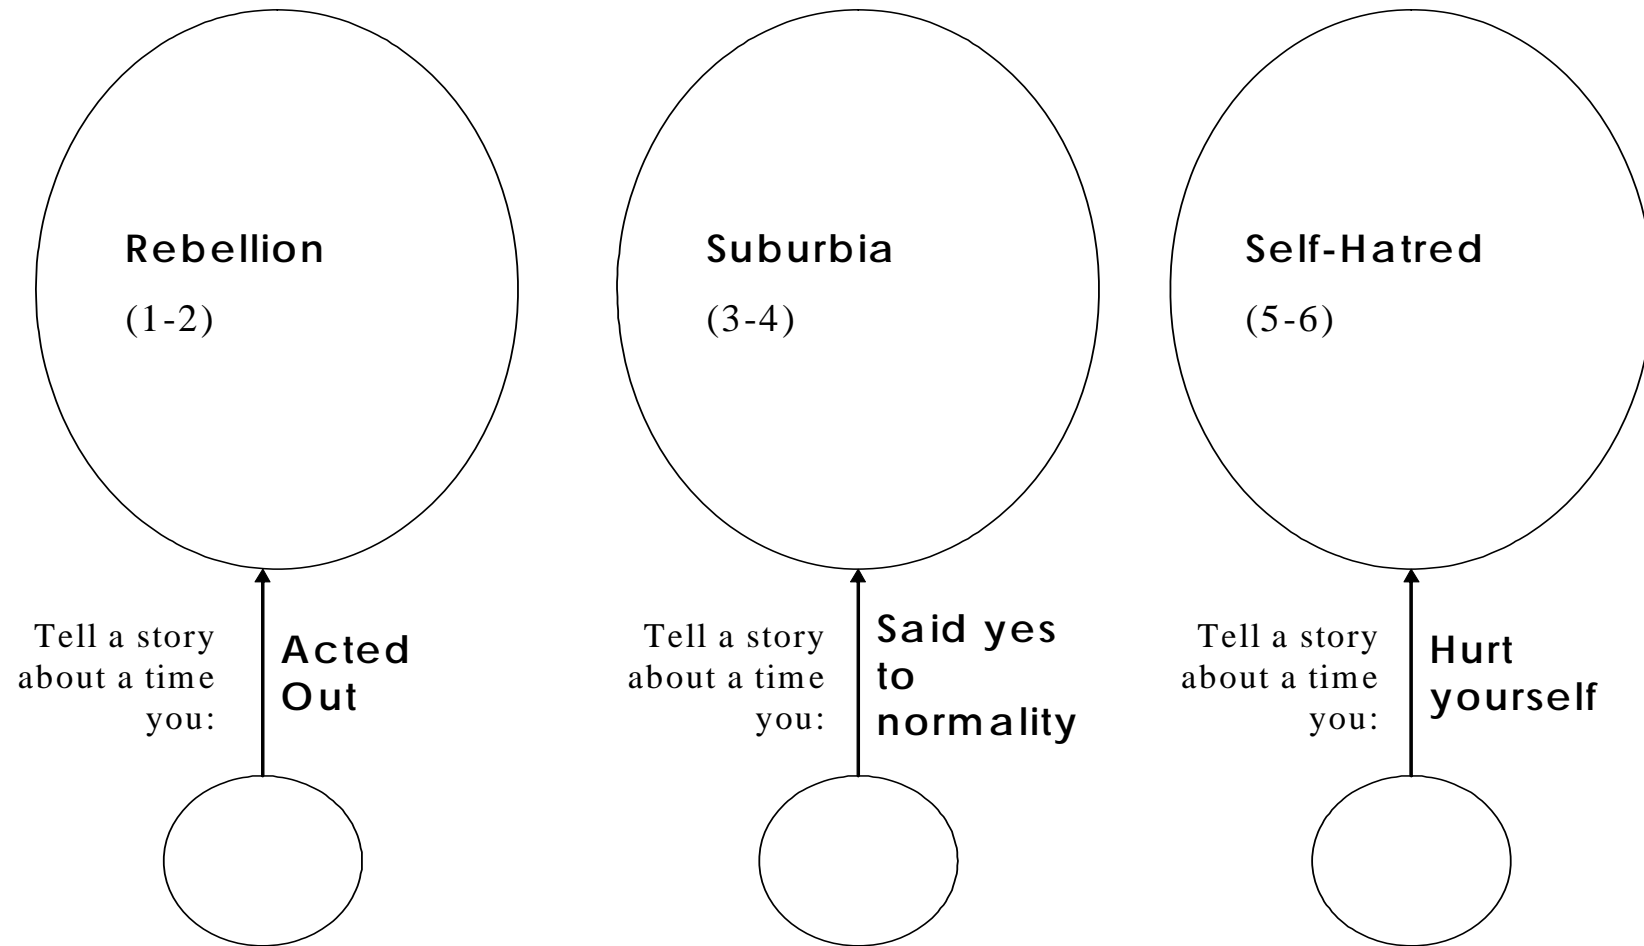 Rebellion
(1-2)
Suburbia
(3-4)
Self-Hatred
(5-6)
Tell a story
about a time
you:
Acted
Out
Tell a story
about a time
you:
Said yes
to
normality
Tell a story
about a time
you:
Hurt
yourself